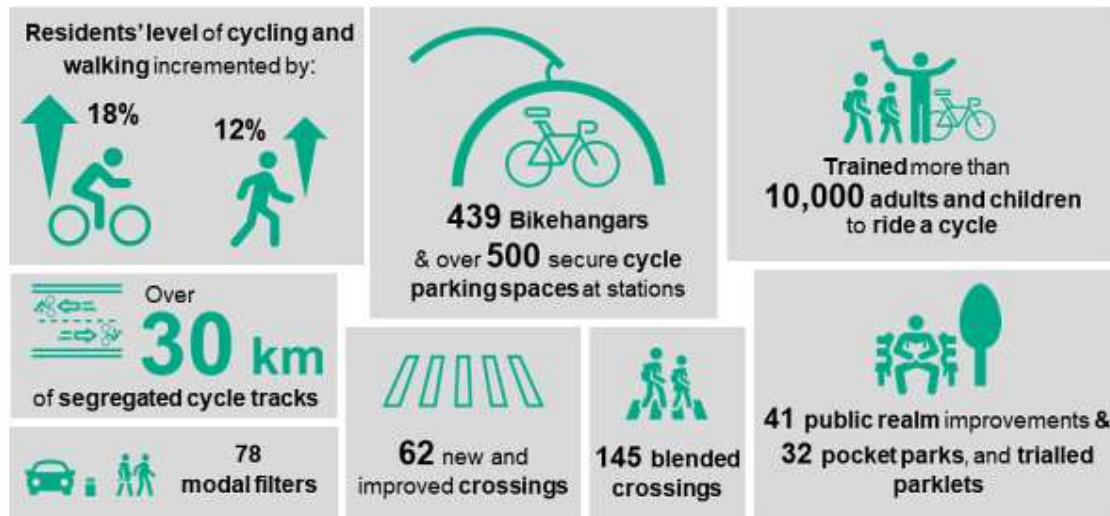 Residents' level of cycling and
walking incremented by:
18%
12%
439 Bikehangars
& over 500 secure cycle
parking spaces at stations
Trained more than
10,000 adults and children
to ride a cycle
Over
30 km
of segregated cycle tracks
78
modal filters
62 new and
improved crossings
145 blended
crossings
41 public realm improvements &
32 pocket parks, and trialled
parklets